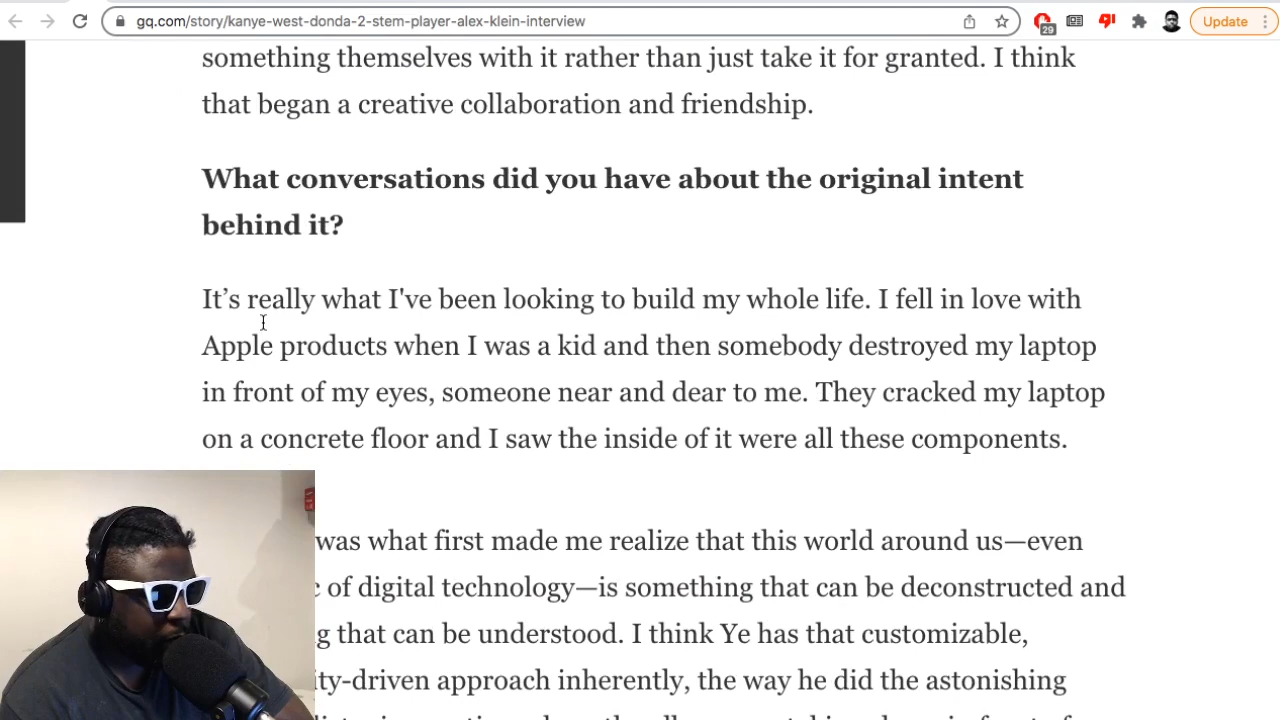 gq.com/story/kanye-west-donda-2-stem-player-alex-klein-interview
29
Update
something themselves with it rather than just take it for granted. I think
that began a creative collaboration and friendship.
What conversations did you have about the original intent
behind it?
It’s really what I've been looking to build my whole life. I fell in love with
Apple products when I was a kid and then somebody destroyed my laptop
in front of my eyes, someone near and dear to me. They cracked my laptop
on a concrete floor and I saw the inside of it were all these components.
was what first made me realize that this world around us—even
of digital technology—is something that can be deconstructed and
that can be understood. I think Ye has that customizable,
approach inherently, the way he did the astonishing